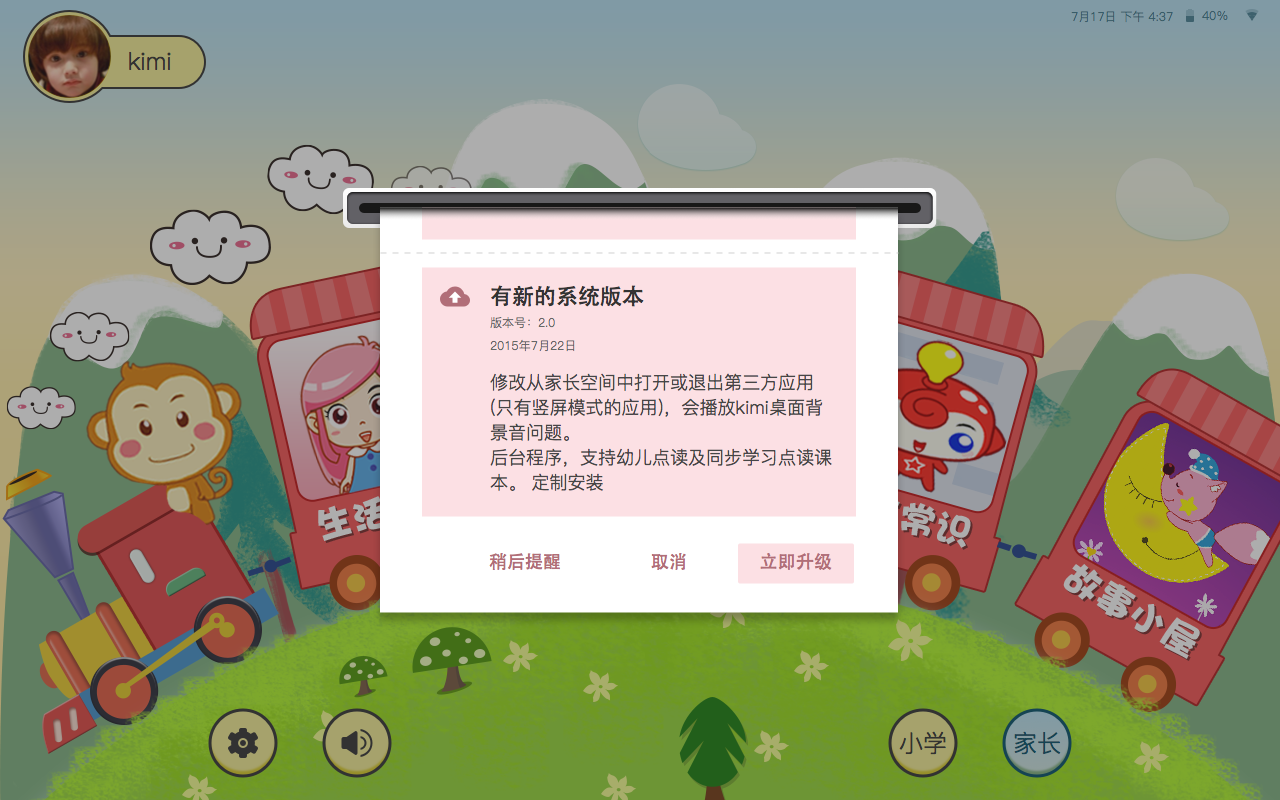 7月17日 下午 4:37 40%
kimi
有新的系统版本
版本号：2.0
2015年7月22日
修改从家长空间中打开或退出第三方应用
(只有竖屏模式的应用)，会播放kimi桌面背
景音问题。
后台程序，支持幼儿点读及同步学习点读课
本。 定制安装
稍后提醒 取消 立即升级
生活
常识
故事小屋
小学 家长